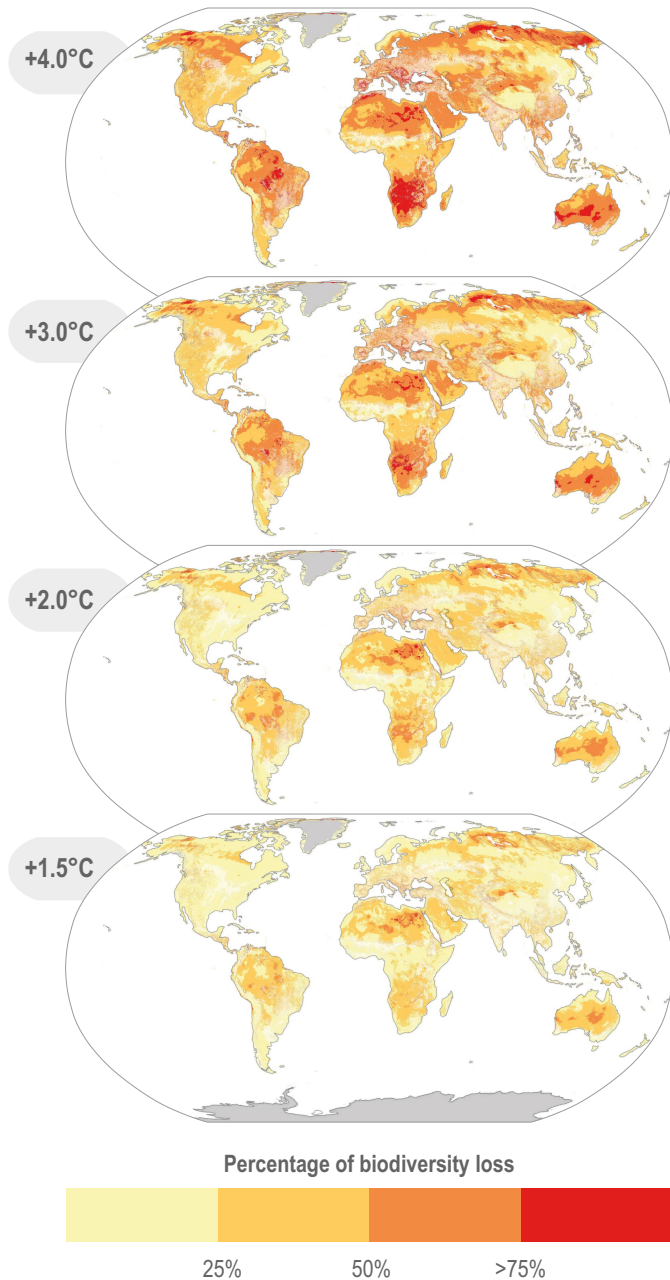 +4.0°C
+3.0°C
+2.0°C
+1.5°C
Percentage of biodiversity loss
25% 50% >75%